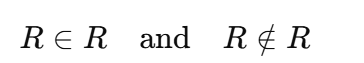 R ∈ R and R ∉ R